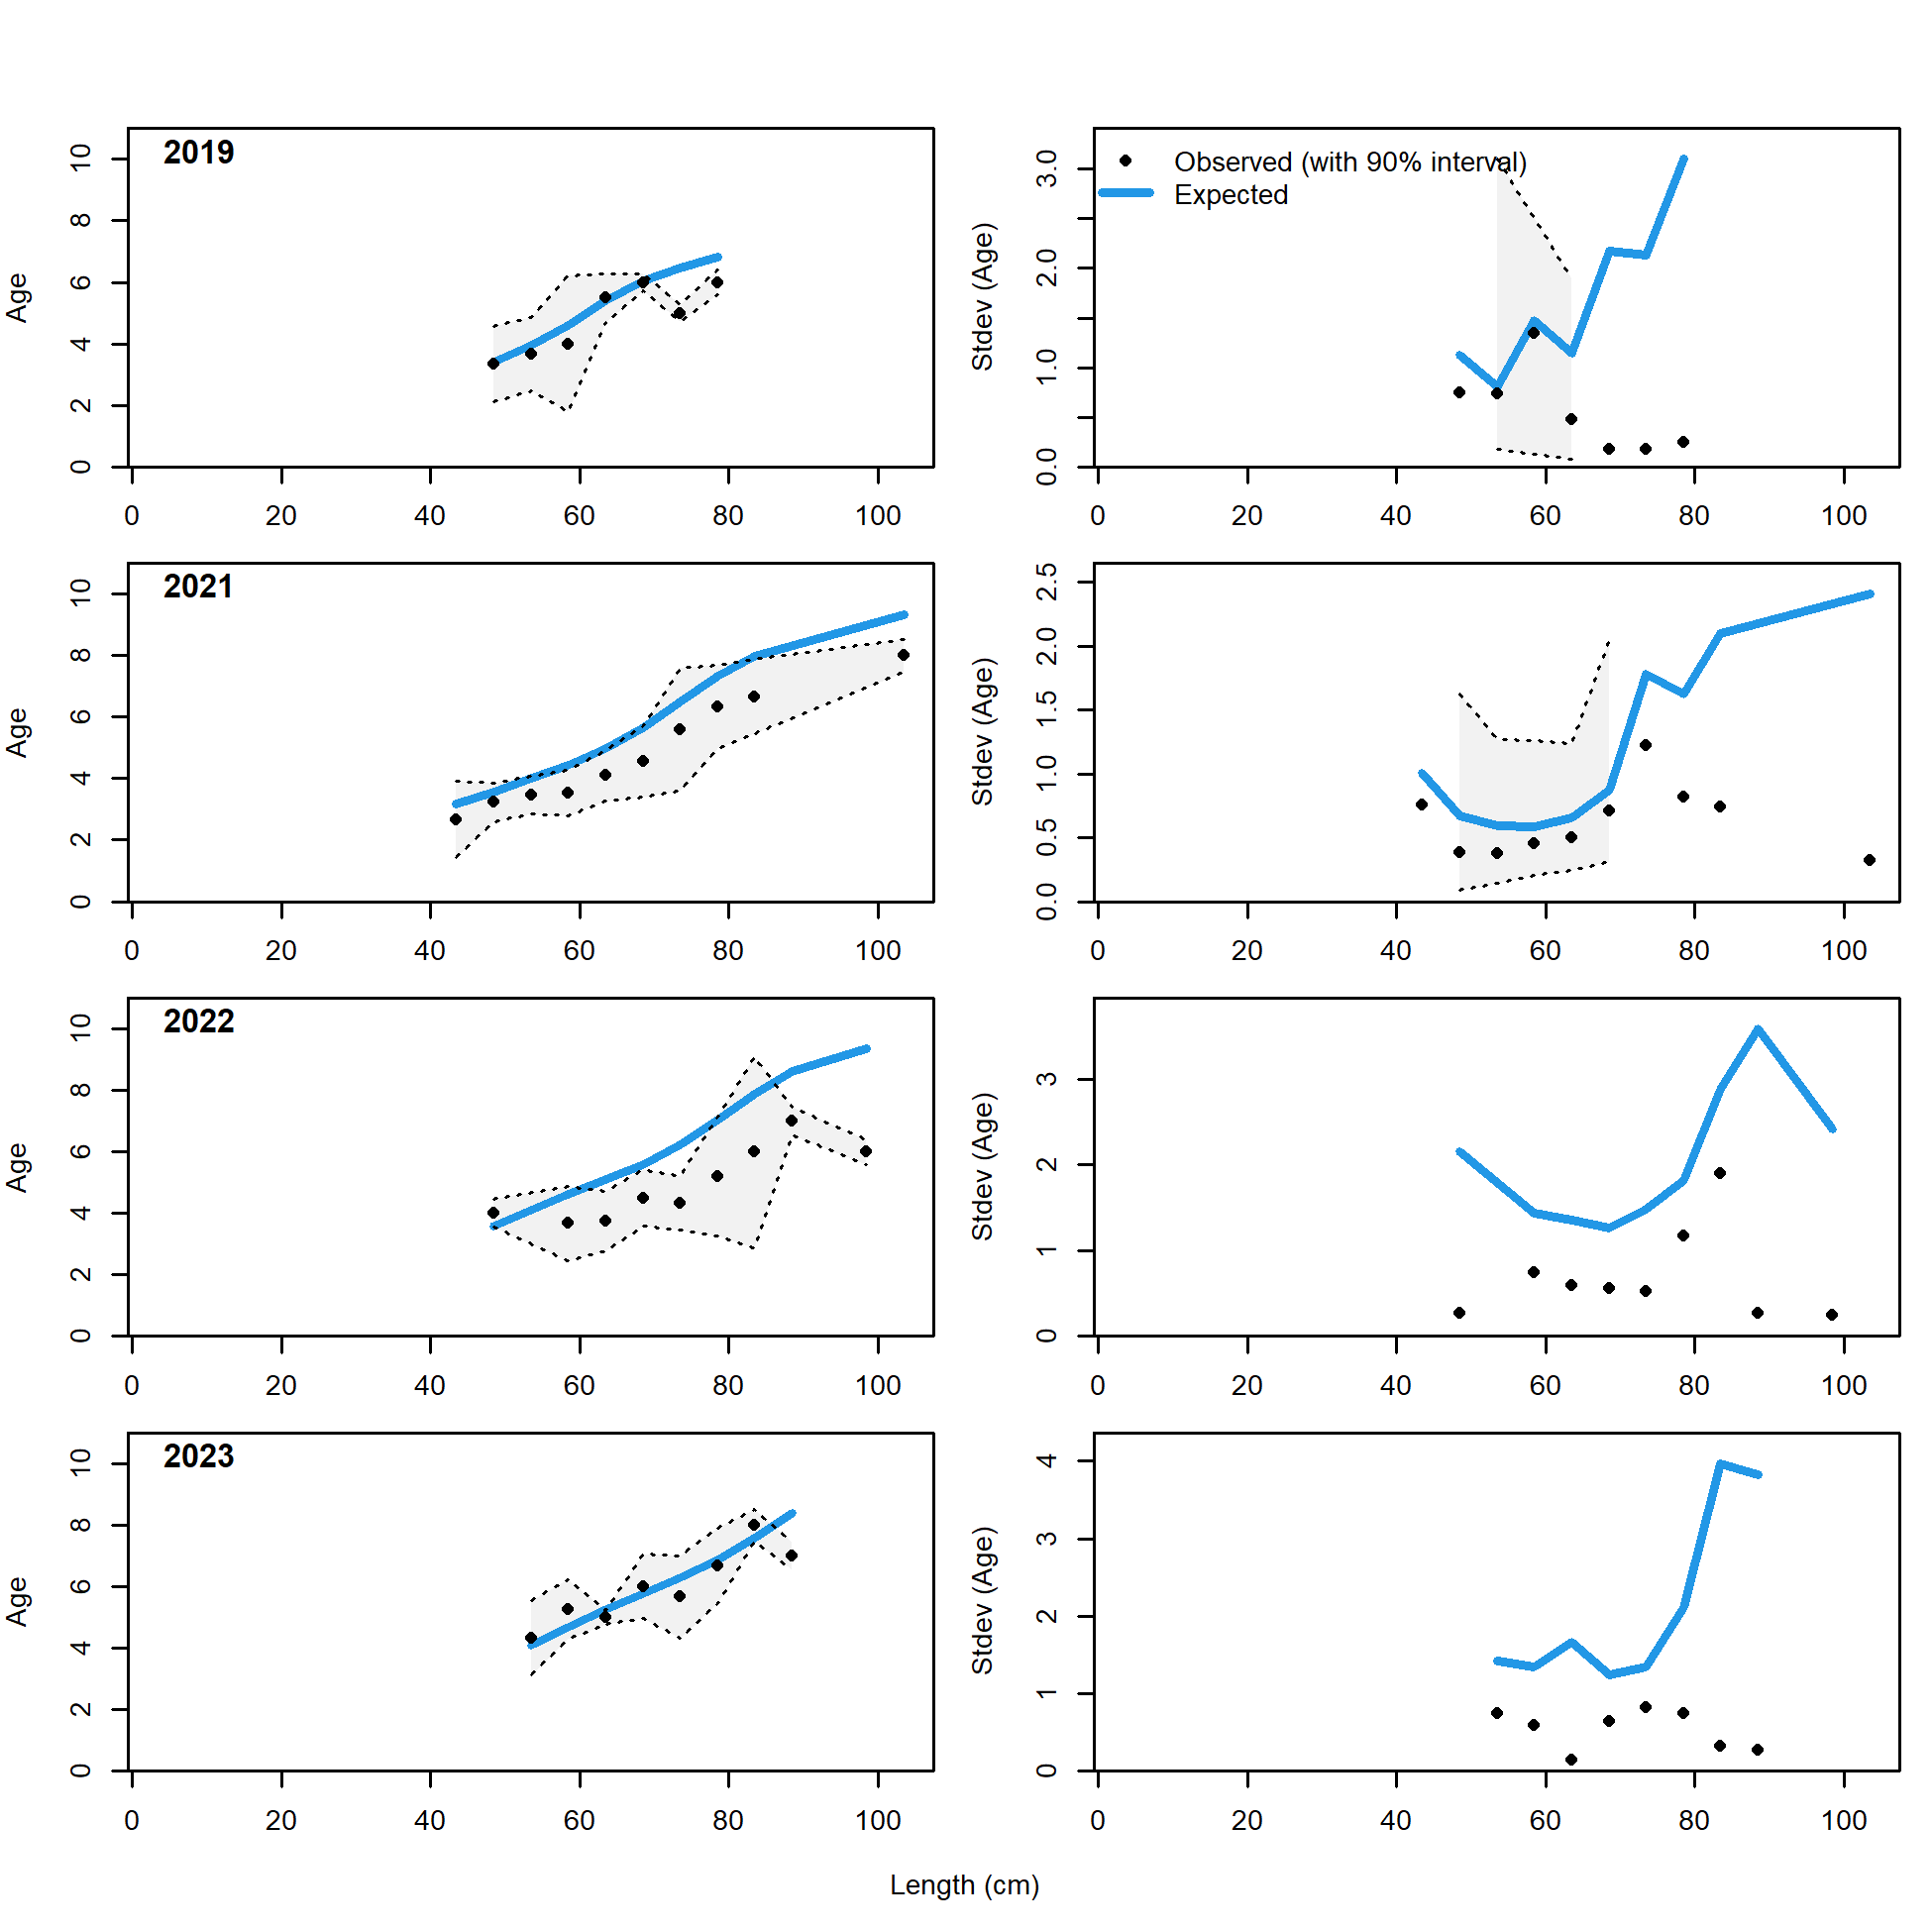 2019
Age
0 2 4 6 8 10
0 20 40 60 80 100
Observed (with 90% interval)
Expected
Stdev (Age)
0.0 1.0 2.0 3.0
0 20 40 60 80 100
2021
Age
0 2 4 6 8 10
0 20 40 60 80 100
Stdev (Age)
0.0 0.5 1.0 1.5 2.0 2.5
0 20 40 60 80 100
2022
Age
0 2 4 6 8 10
0 20 40 60 80 100
Stdev (Age)
0 1 2 3
0 20 40 60 80 100
2023
Age
0 2 4 6 8 10
0 20 40 60 80 100
Stdev (Age)
0 1 2 3 4
0 20 40 60 80 100
Length (cm)